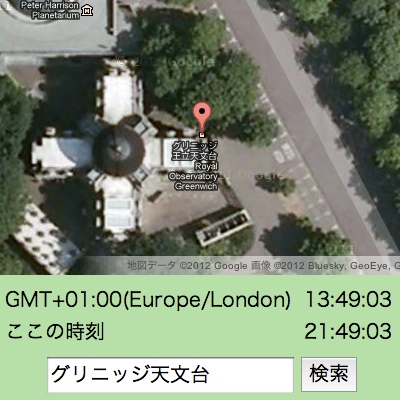 Peter Harrison
Planetarium
グリニッジ
王立天文台
Royal
Observatory
Greenwich
地図データ ©2012 Google 画像 ©2012 Bluesky, GeoEye, G
GMT+01:00(Europe/London) 13:49:03
ここの時刻 21:49:03
グリニッジ天文台 検索